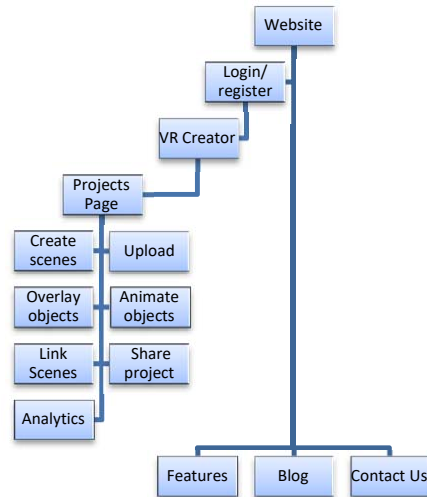 Website
Login/
register
VR Creator
Projects
Page
Create
scenes
Upload
Overlay
objects
Animate
objects
Link
Scenes
Share
project
Analytics
Features
Blog
Contact Us